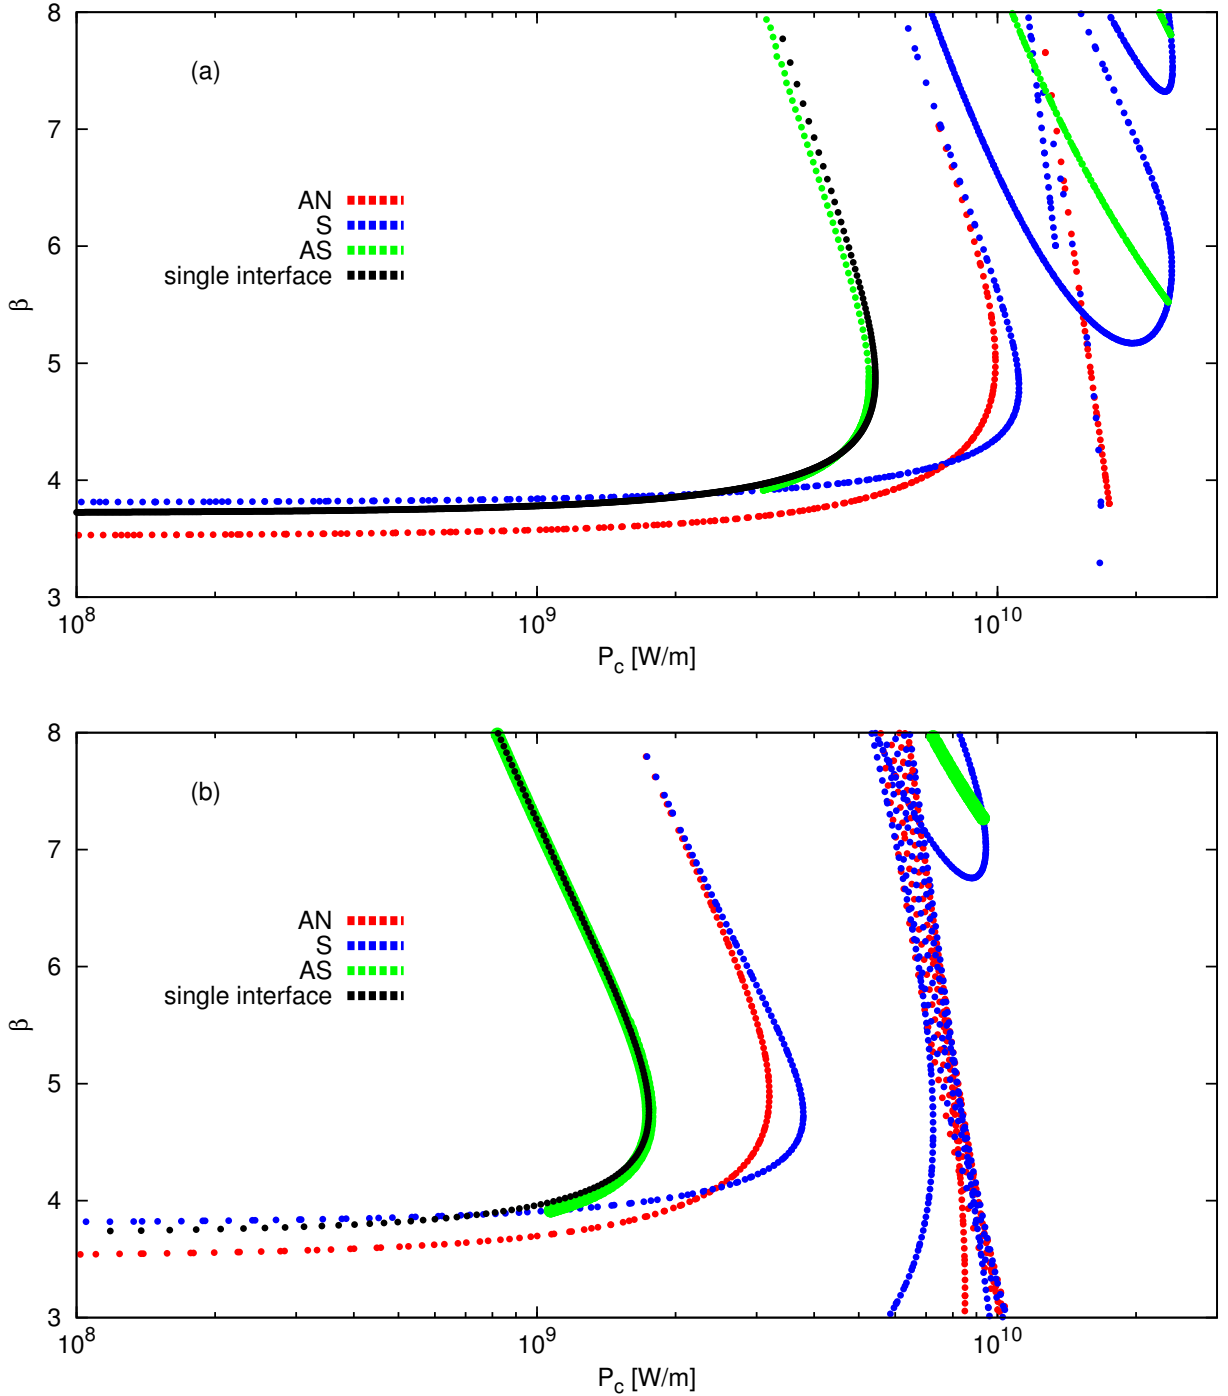 8
(a)
7
AN
S
6
AS
single interface
β
5
4
3
10^8
10^9
10^10
P_c [W/m]
8
(b)
7
AN
S
6
AS
single interface
β
5
4
3
10^8
10^9
10^10
P_c [W/m]